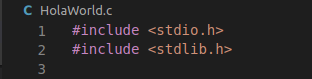 C HolaWorld.c
1 #include <stdio.h>
2 #include <stdlib.h>
3